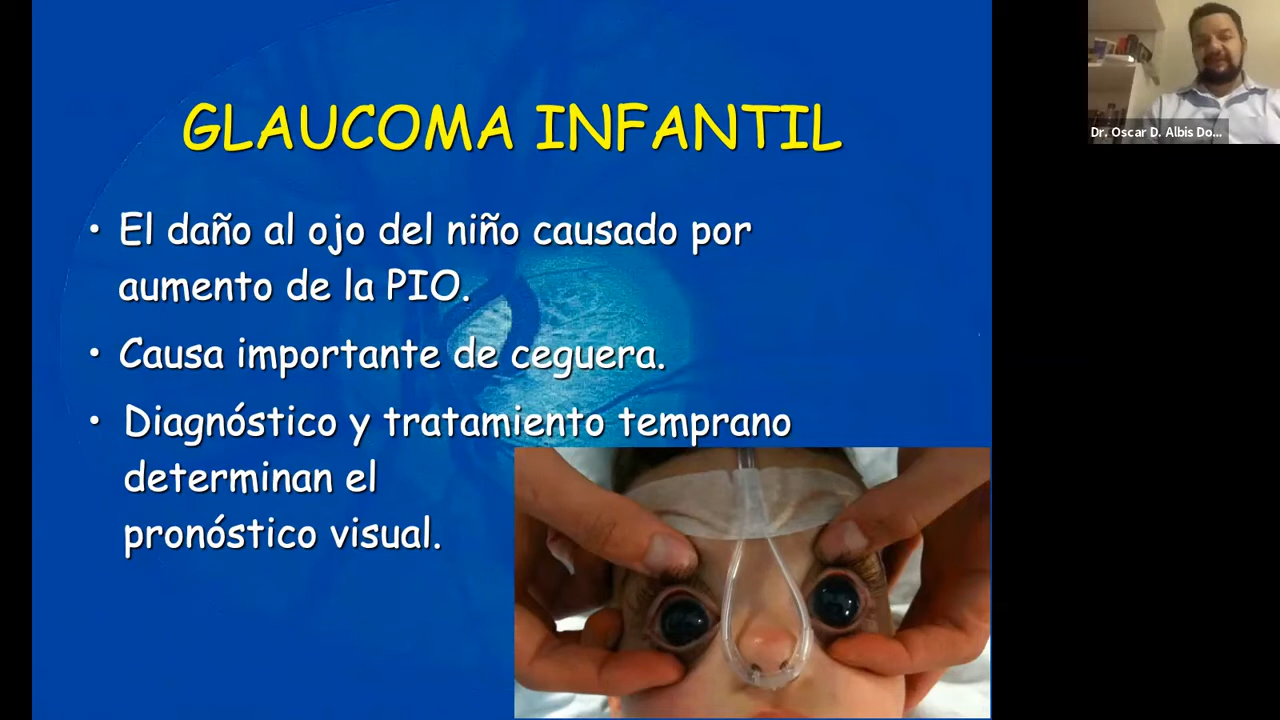 GLAUCOMA INFANTIL
• El daño al ojo del niño causado por
aumento de la PIO.
• Causa importante de ceguera.
• Diagnóstico y tratamiento temprano
determinan el
pronóstico visual.
Dr. Oscar D. Albis Do...